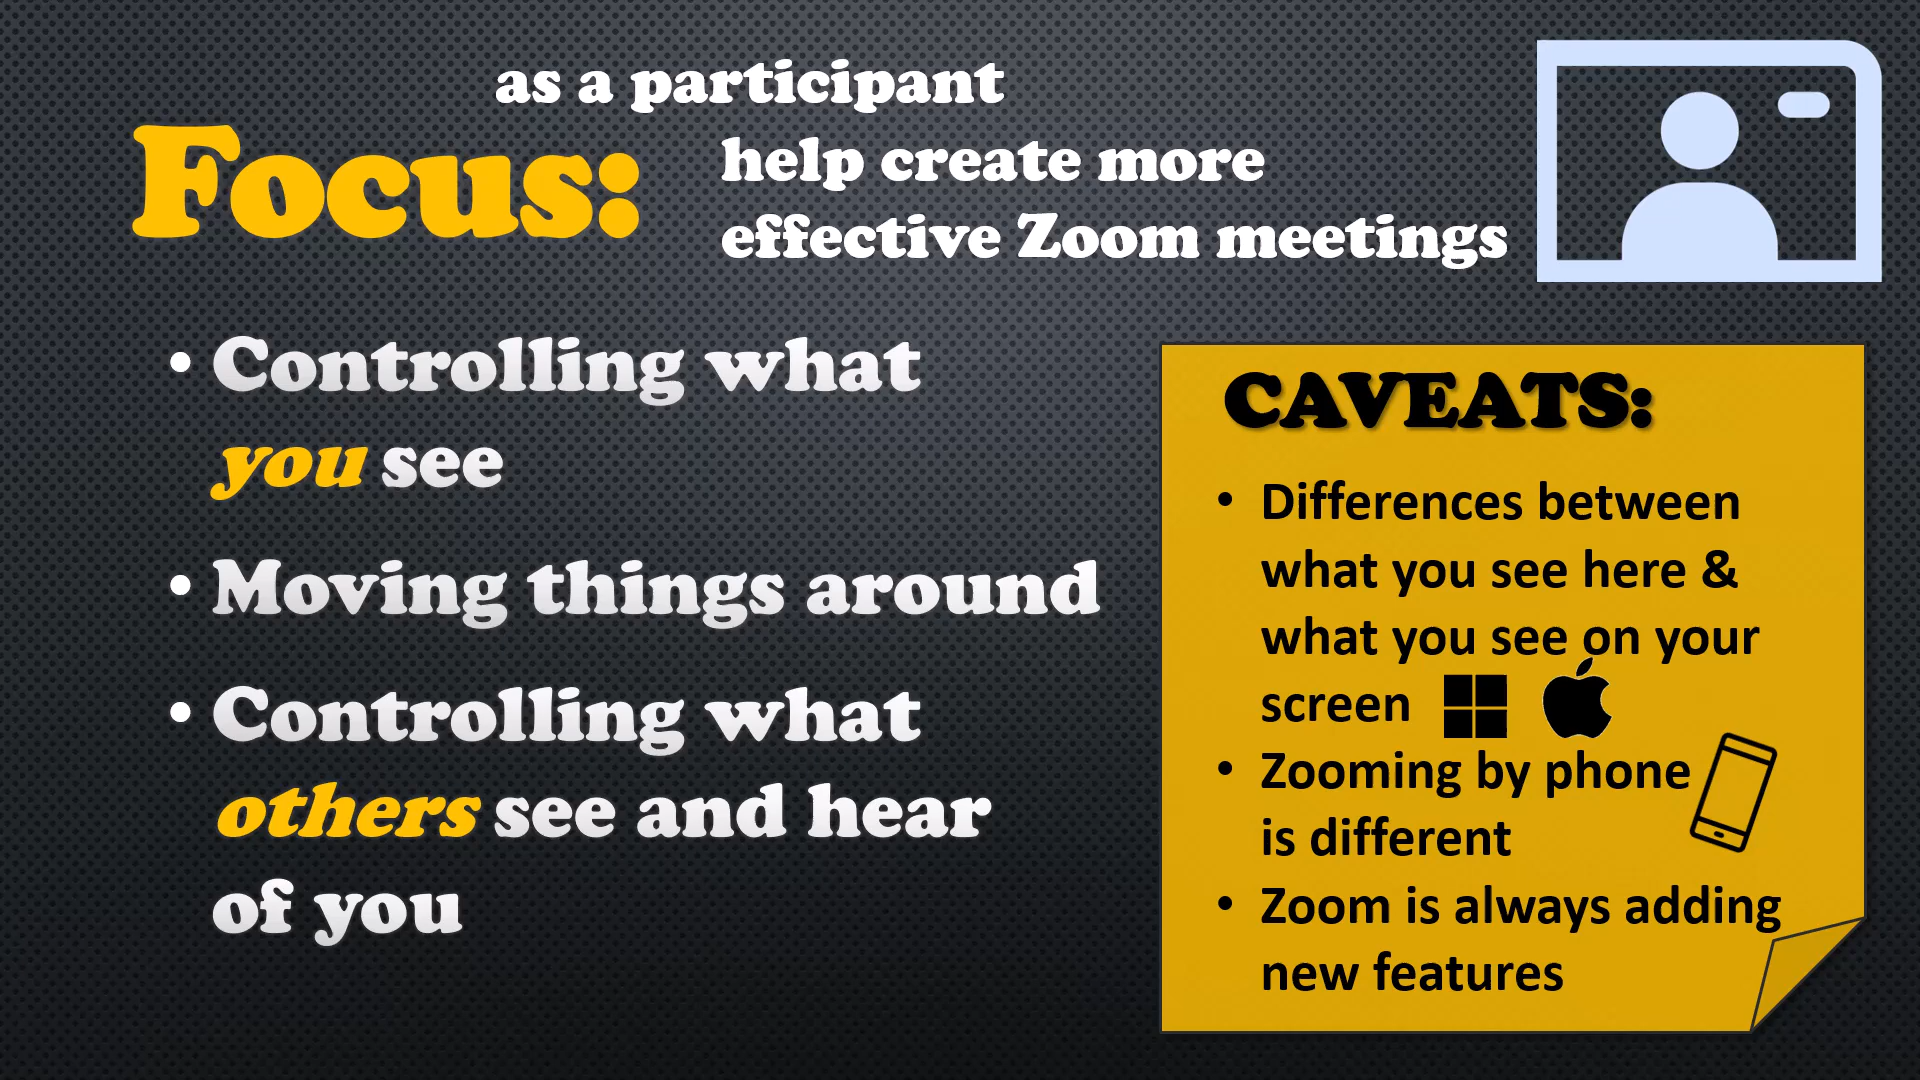 as a participant
Focus:
help create more
effective Zoom meetings
• Controlling what
you see
• Moving things around
• Controlling what
others see and hear
of you
CAVEATS:
• Differences between
what you see here &
what you see on your
screen
• Zooming by phone
is different
• Zoom is always adding
new features